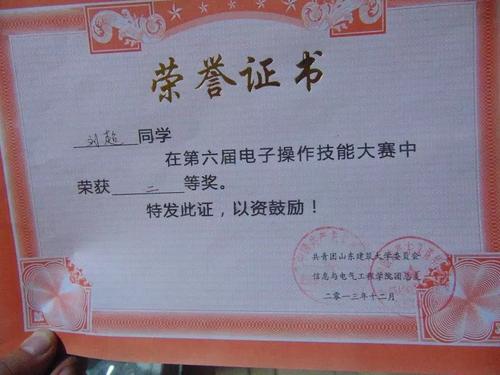 荣誉证书
刘超 同学
在第六届电子操作技能大赛中
荣获 二 等奖。
特发此证，以资鼓励！
共青团山东建筑大学委员会
信息与电气工程学院团总支
二〇一三年十二月